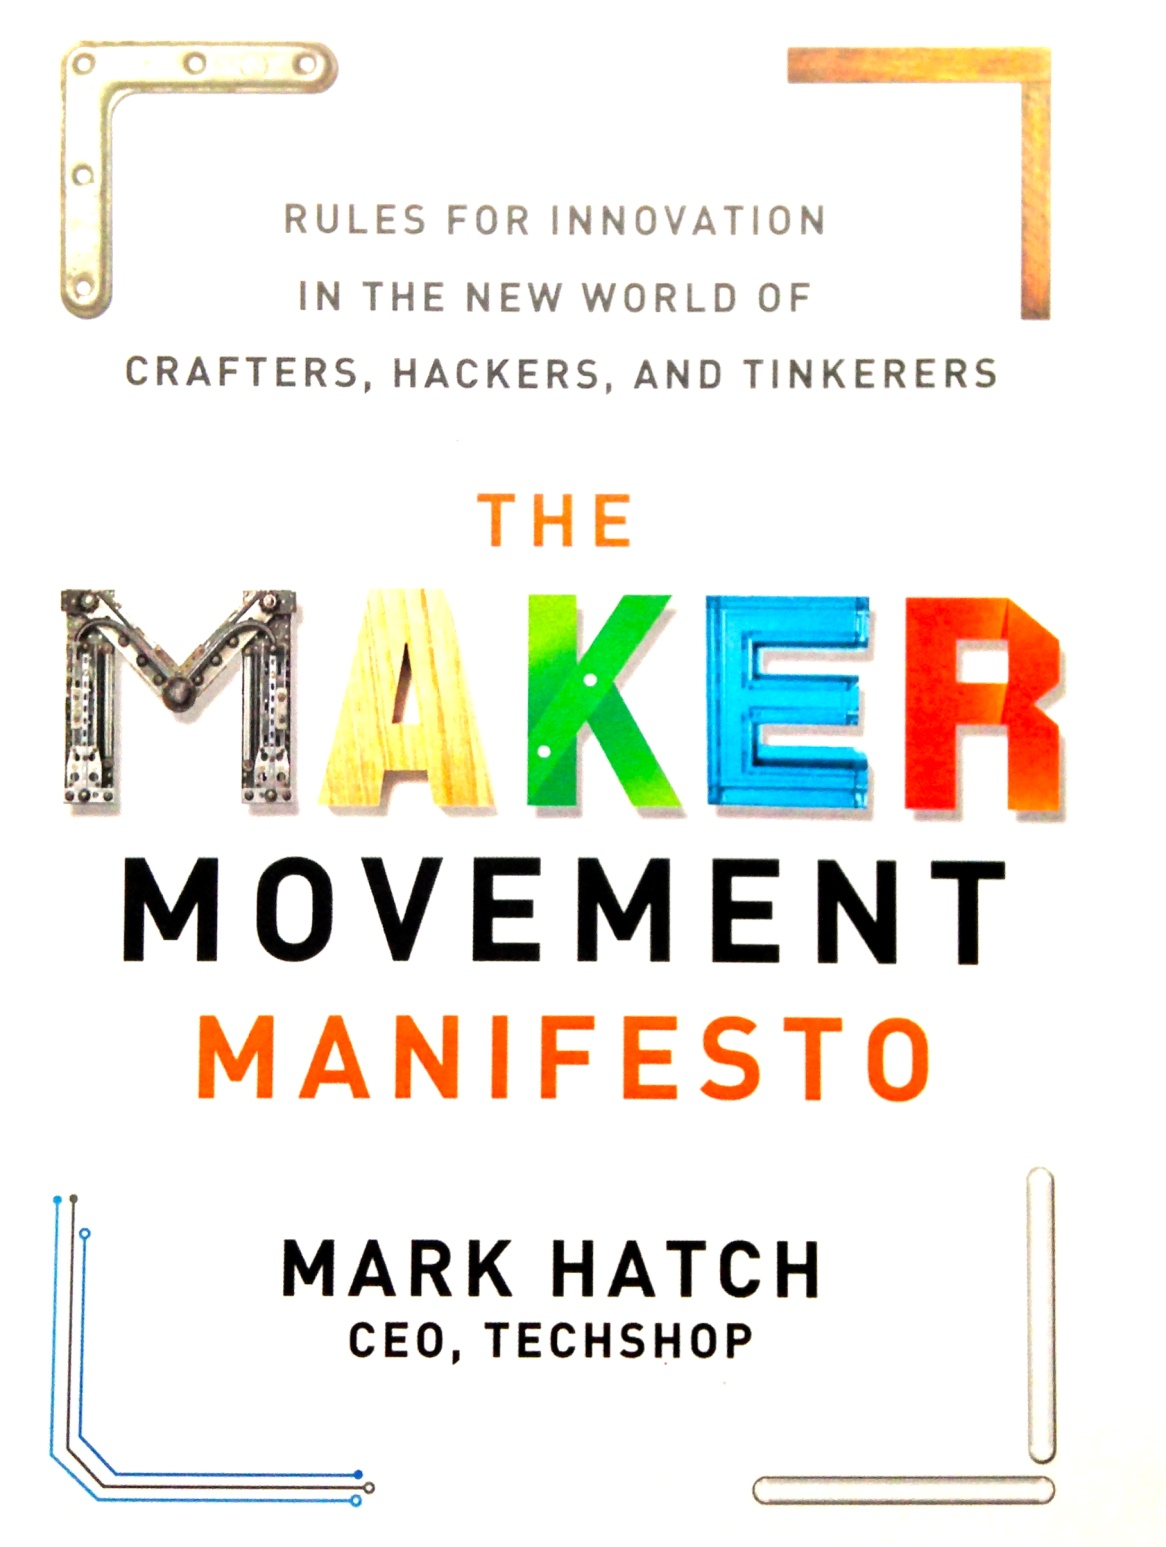 RULES FOR INNOVATION
IN THE NEW WORLD OF
CRAFTERS, HACKERS, AND TINKERERS
THE
MAKER
MOVEMENT
MANIFESTO
MARK HATCH
CEO, TECHSHOP